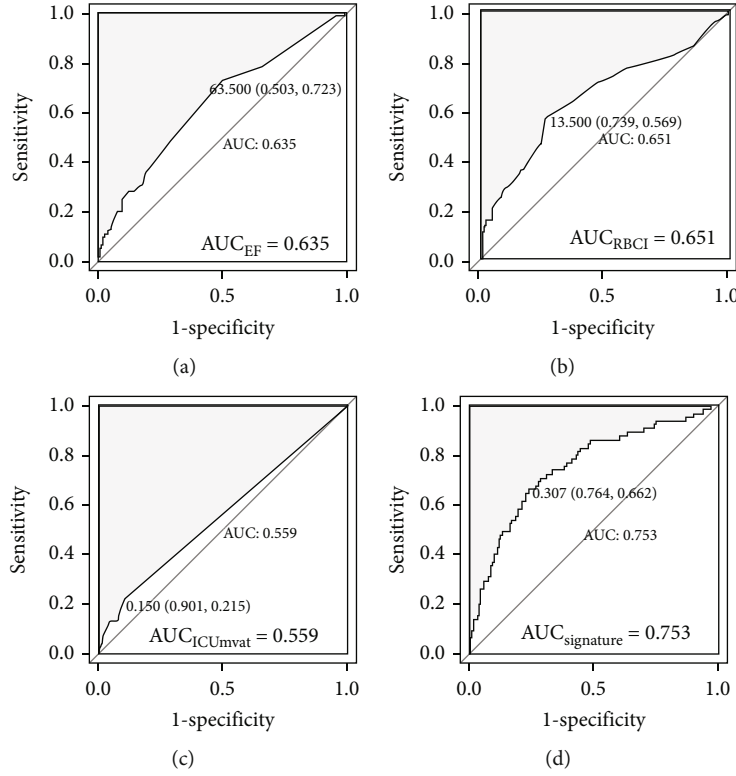 1.0
0.8
0.6
0.4
0.2
0.0
Sensitivity
63.500 (0.503, 0.723)
AUC: 0.635
AUC_EF = 0.635
0.0 0.5 1.0
1-specificity
(a)
1.0
0.8
0.6
0.4
0.2
0.0
Sensitivity
13.500 (0.739, 0.569)
AUC: 0.651
AUC_RBCI = 0.651
0.0 0.5 1.0
1-specificity
(b)
1.0
0.8
0.6
0.4
0.2
0.0
Sensitivity
AUC: 0.559
0.150 (0.901, 0.215)
AUC_ICUmvat = 0.559
0.0 0.5 1.0
1-specificity
(c)
1.0
0.8
0.6
0.4
0.2
0.0
Sensitivity
0.307 (0.764, 0.662)
AUC: 0.753
AUC_signature = 0.753
0.0 0.5 1.0
1-specificity
(d)